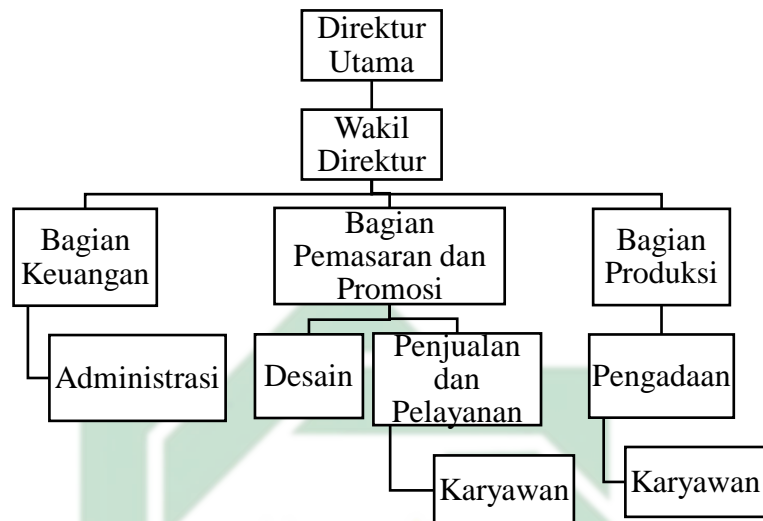 Direktur
Utama
Wakil
Direktur
Bagian
Keuangan
Bagian
Pemasaran dan
Promosi
Bagian
Produksi
Administrasi
Desain
Penjualan
dan
Pelayanan
Pengadaan
Karyawan
Karyawan